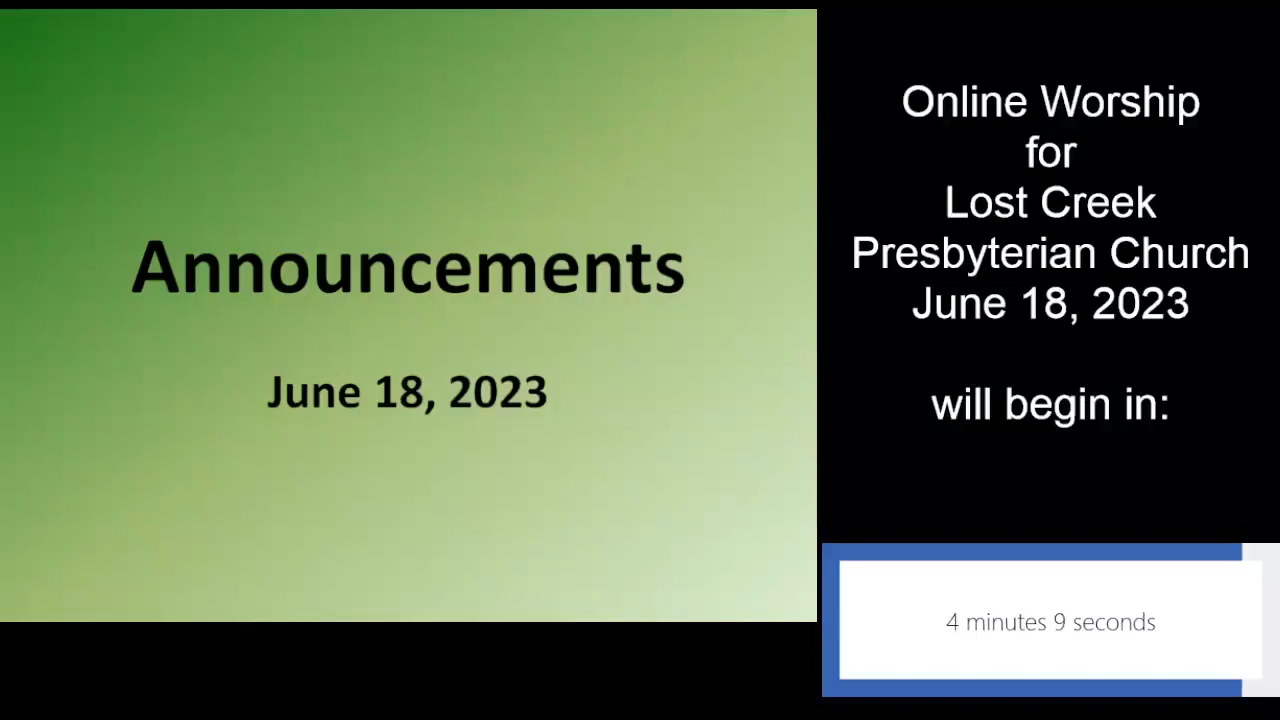 Announcements
June 18, 2023
Online Worship
for
Lost Creek
Presbyterian Church
June 18, 2023
will begin in:
4 minutes 9 seconds